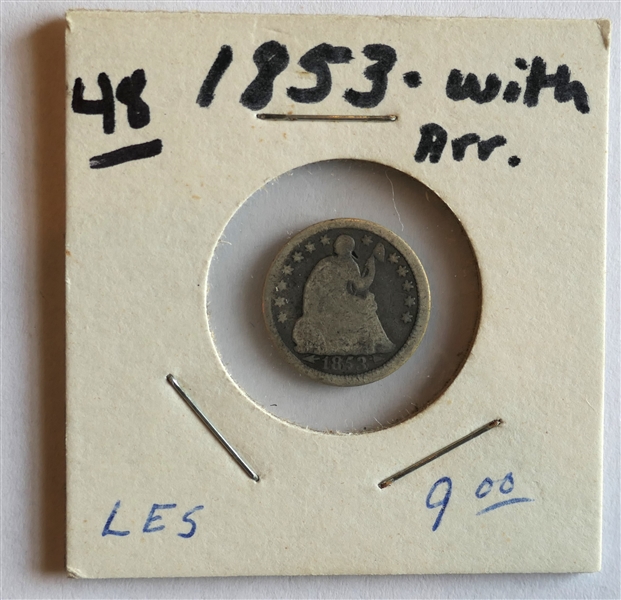 48 1853. with
Arr.
1853
LES 9 00